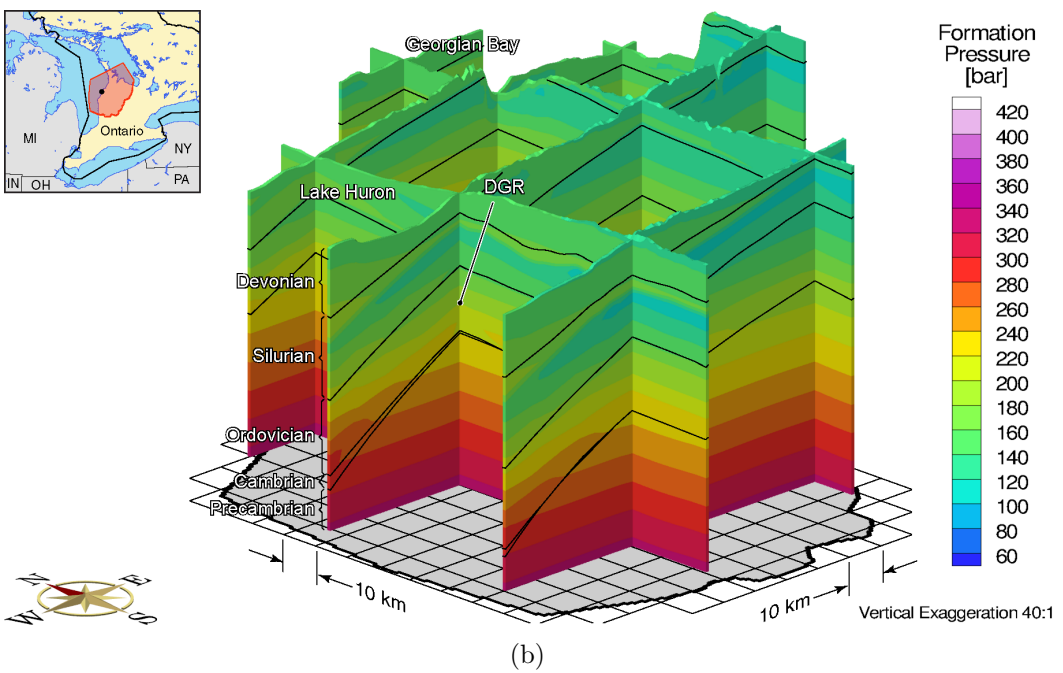 MI
Ontario
NY
PA
IN
OH
Georgian Bay
Lake Huron
DGR
Devonian
Silurian
Ordovician
Cambrian
Precambrian
Formation
Pressure
[bar]
420
400
380
360
340
320
300
280
260
240
220
200
180
160
140
120
100
80
60
10 km
10 km
Vertical Exaggeration 40:1
N
E
W
S
(b)